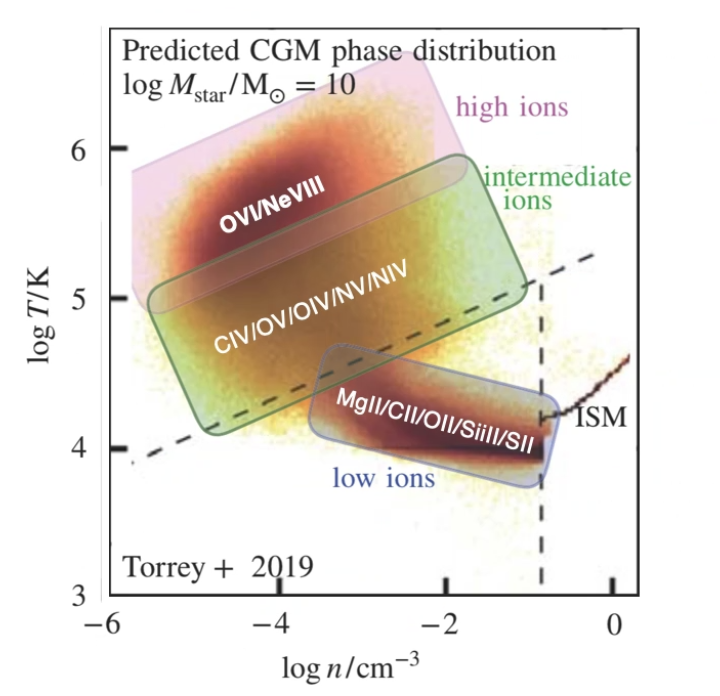 Predicted CGM phase distribution
log M_star/M_⊙ = 10
high ions
intermediate
ions
OVI/NeVIII
CIV/OV/OIV/NV/NIV
MgII/CII/OII/SiiII/SII
ISM
low ions
Torrey + 2019
6
5
4
3
log T/K
−6
−4
−2
0
log n/cm⁻³